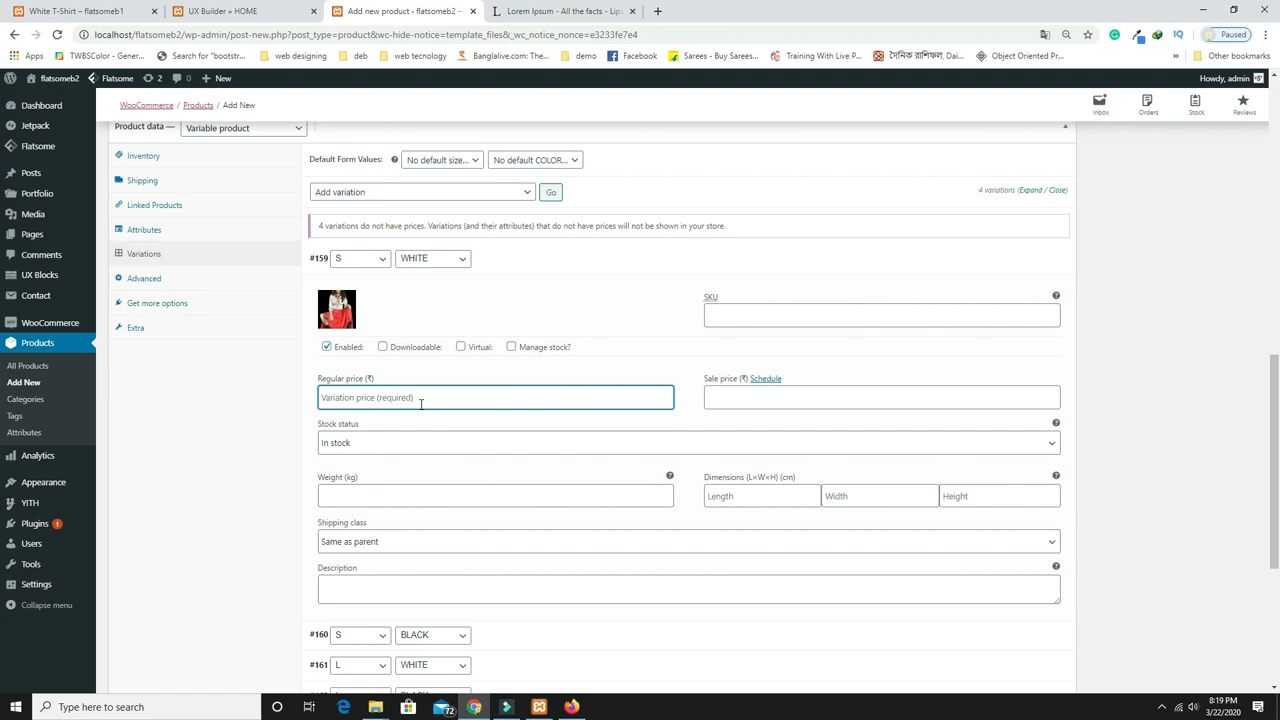 White T-Shirt – flatsome1
UX Builder - HOME
Add new product ‹ flatsomeb2 —
Lorem Ipsum - All the facts - Lips
localhost/flatsomeb2/wp-admin/post-new.php?post_type=product&wc-hide-notice=template_files&_wc_notice_nonce=e3233fe7e4
Paused
Apps
TWBSColor - Gener...
Search for "bootstr...
web designing
deb
web tecnology
Banglalive.com: The...
demo
Facebook
Sarees - Buy Sarees...
Training With Live P...
দৈনিক রাশিফল, Dai...
Object Oriented Pr...
Other bookmarks
flatsomeb2
Flatsome
2
0
New
Howdy, admin
Dashboard
Jetpack
Flatsome
Posts
Portfolio
Media
Pages
Comments
UX Blocks
Contact
WooCommerce
Products
All Products
Add New
Categories
Tags
Attributes
Analytics
Appearance
YITH
Plugins 1
Users
Tools
Settings
Collapse menu
WooCommerce / Products / Add New
Inbox
Orders
Stock
Reviews
Product data — Variable product
Inventory
Shipping
Linked Products
Attributes
Variations
Advanced
Get more options
Extra
Default Form Values: No default size... No default COLOR...
Add variation Go 4 variations (Expand / Close)
4 variations do not have prices. Variations (and their attributes) that do not have prices will not be shown in your store.
#159 S WHITE
SKU
Enabled: Downloadable: Virtual: Manage stock?
Regular price (₹) Sale price (₹) Schedule
Variation price (required)
Stock status
In stock
Weight (kg) Dimensions (L×W×H) (cm)
Length Width Height
Shipping class
Same as parent
Description
#160 S BLACK
#161 L WHITE
Type here to search
72
8:19 PM
3/22/2020